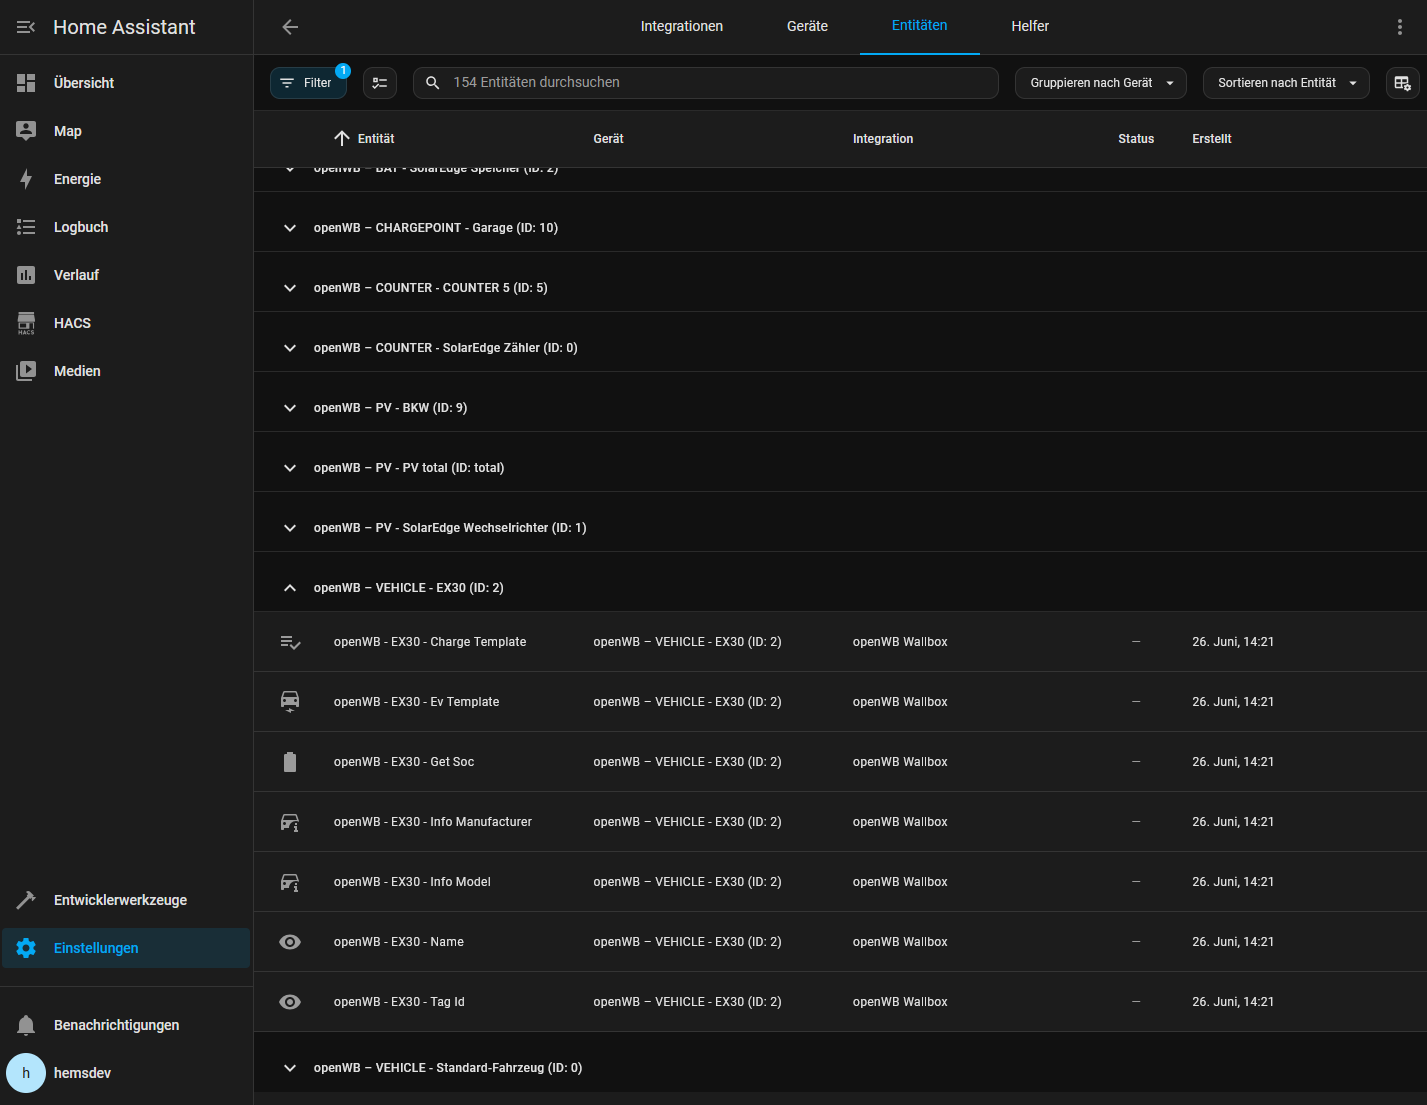 Home Assistant
Integrationen Geräte Entitäten Helfer
Übersicht
Map
Energie
Logbuch
Verlauf
HACS
HACS
Medien
Entwicklerwerkzeuge
Einstellungen
Benachrichtigungen
h hemsdev
Filter 1 154 Entitäten durchsuchen Gruppieren nach Gerät Sortieren nach Entität
Entität Gerät Integration Status Erstellt
openWB – BAT - SolarEdge Speicher (ID: 2)
openWB – CHARGEPOINT - Garage (ID: 10)
openWB – COUNTER - COUNTER 5 (ID: 5)
openWB – COUNTER - SolarEdge Zähler (ID: 0)
openWB – PV - BKW (ID: 9)
openWB – PV - PV total (ID: total)
openWB – PV - SolarEdge Wechselrichter (ID: 1)
openWB – VEHICLE - EX30 (ID: 2)
openWB - EX30 - Charge Template openWB – VEHICLE - EX30 (ID: 2) openWB Wallbox — 26. Juni, 14:21
openWB - EX30 - Ev Template openWB – VEHICLE - EX30 (ID: 2) openWB Wallbox — 26. Juni, 14:21
openWB - EX30 - Get Soc openWB – VEHICLE - EX30 (ID: 2) openWB Wallbox — 26. Juni, 14:21
openWB - EX30 - Info Manufacturer openWB – VEHICLE - EX30 (ID: 2) openWB Wallbox — 26. Juni, 14:21
openWB - EX30 - Info Model openWB – VEHICLE - EX30 (ID: 2) openWB Wallbox — 26. Juni, 14:21
openWB - EX30 - Name openWB – VEHICLE - EX30 (ID: 2) openWB Wallbox — 26. Juni, 14:21
openWB - EX30 - Tag Id openWB – VEHICLE - EX30 (ID: 2) openWB Wallbox — 26. Juni, 14:21
openWB – VEHICLE - Standard-Fahrzeug (ID: 0)